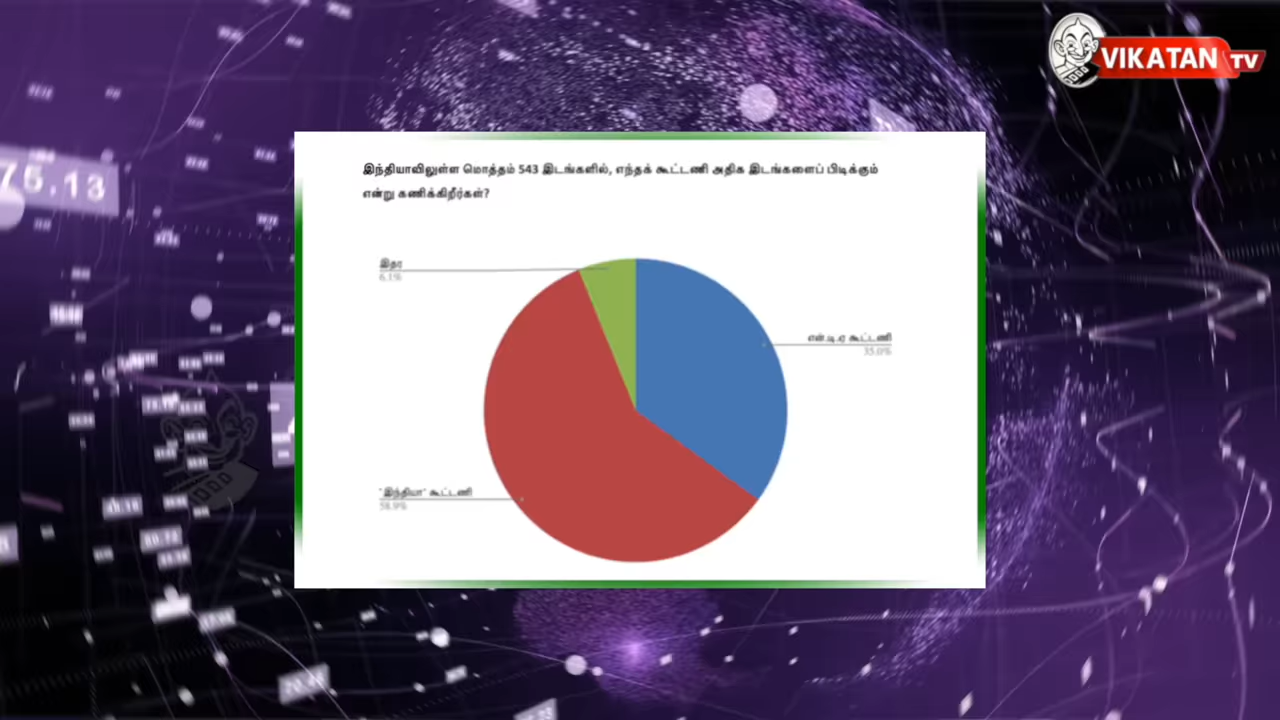 VIKATAN TV
75.13
இந்தியாவிலுள்ள மொத்தம் 543 இடங்களில், எந்தக் கூட்டணி அதிக இடங்களைப் பிடிக்கும்
என்று கணிக்கிறீர்கள்?
இதர
6.1%
என்.டி.ஏ கூட்டணி
35.0%
'இந்தியா' கூட்டணி
58.9%